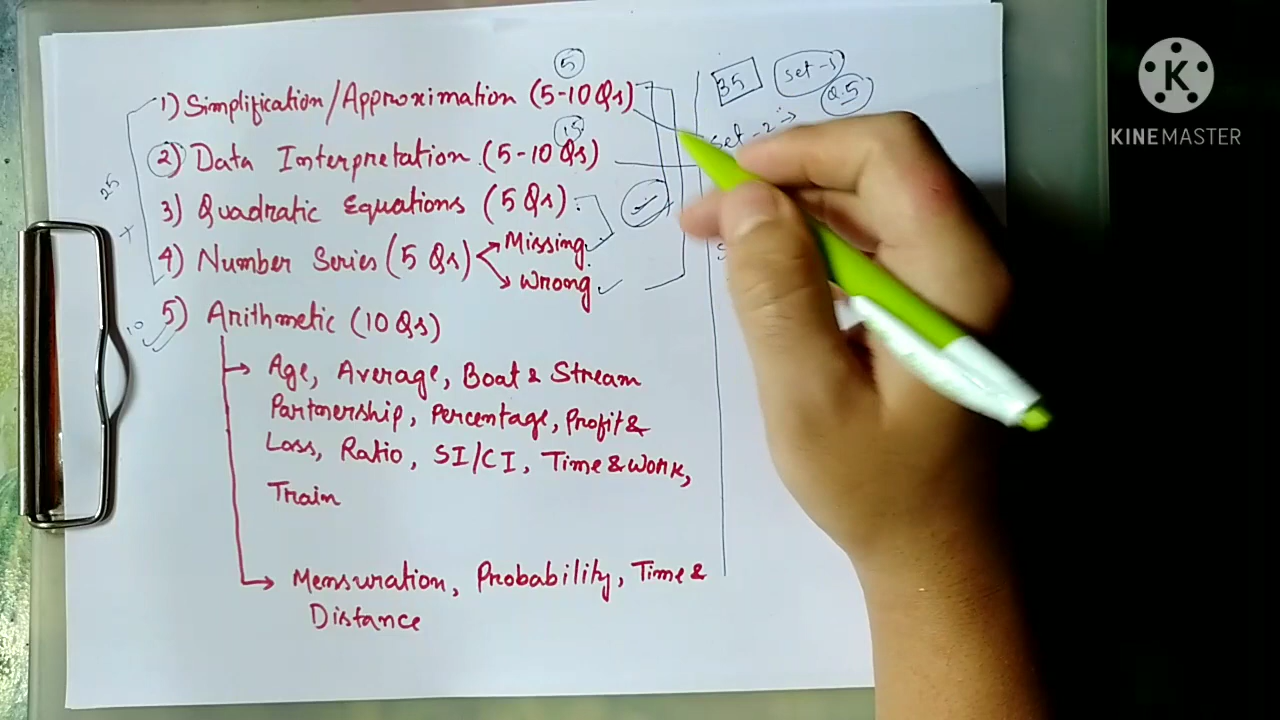 5
1) Simplification/Approximation (5-10 Qs)
15
2) Data Interpretation (5-10 Qs)
3) Quadratic Equations (5 Qs)
4) Number Series (5 Qs) Missing
Wrong
5) Arithmetic (10 Qs)
Age, Average, Boat & Stream
Partnership, Percentage, Profit &
Loss, Ratio, SI/CI, Time & Work,
Train
Mensuration, Probability, Time &
Distance
25
+
10
35 set-1
Q.5
set-2 →
K
KINEMASTER